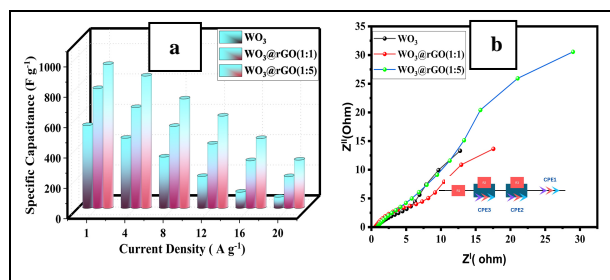 a
WO3
WO3@rGO(1:1)
WO3@rGO(1:5)
Specific Capacitance (F g-1)
1000
800
600
400
200
0
1 4 8 12 16 20
Current Density ( A g-1)
b
WO3
WO3@rGO(1:1)
WO3@rGO(1:5)
ZII(Ohm)
35
30
25
20
15
10
5
0
0 5 10 15 20 25 30
ZI( ohm)
CPE1
CPE3 CPE2